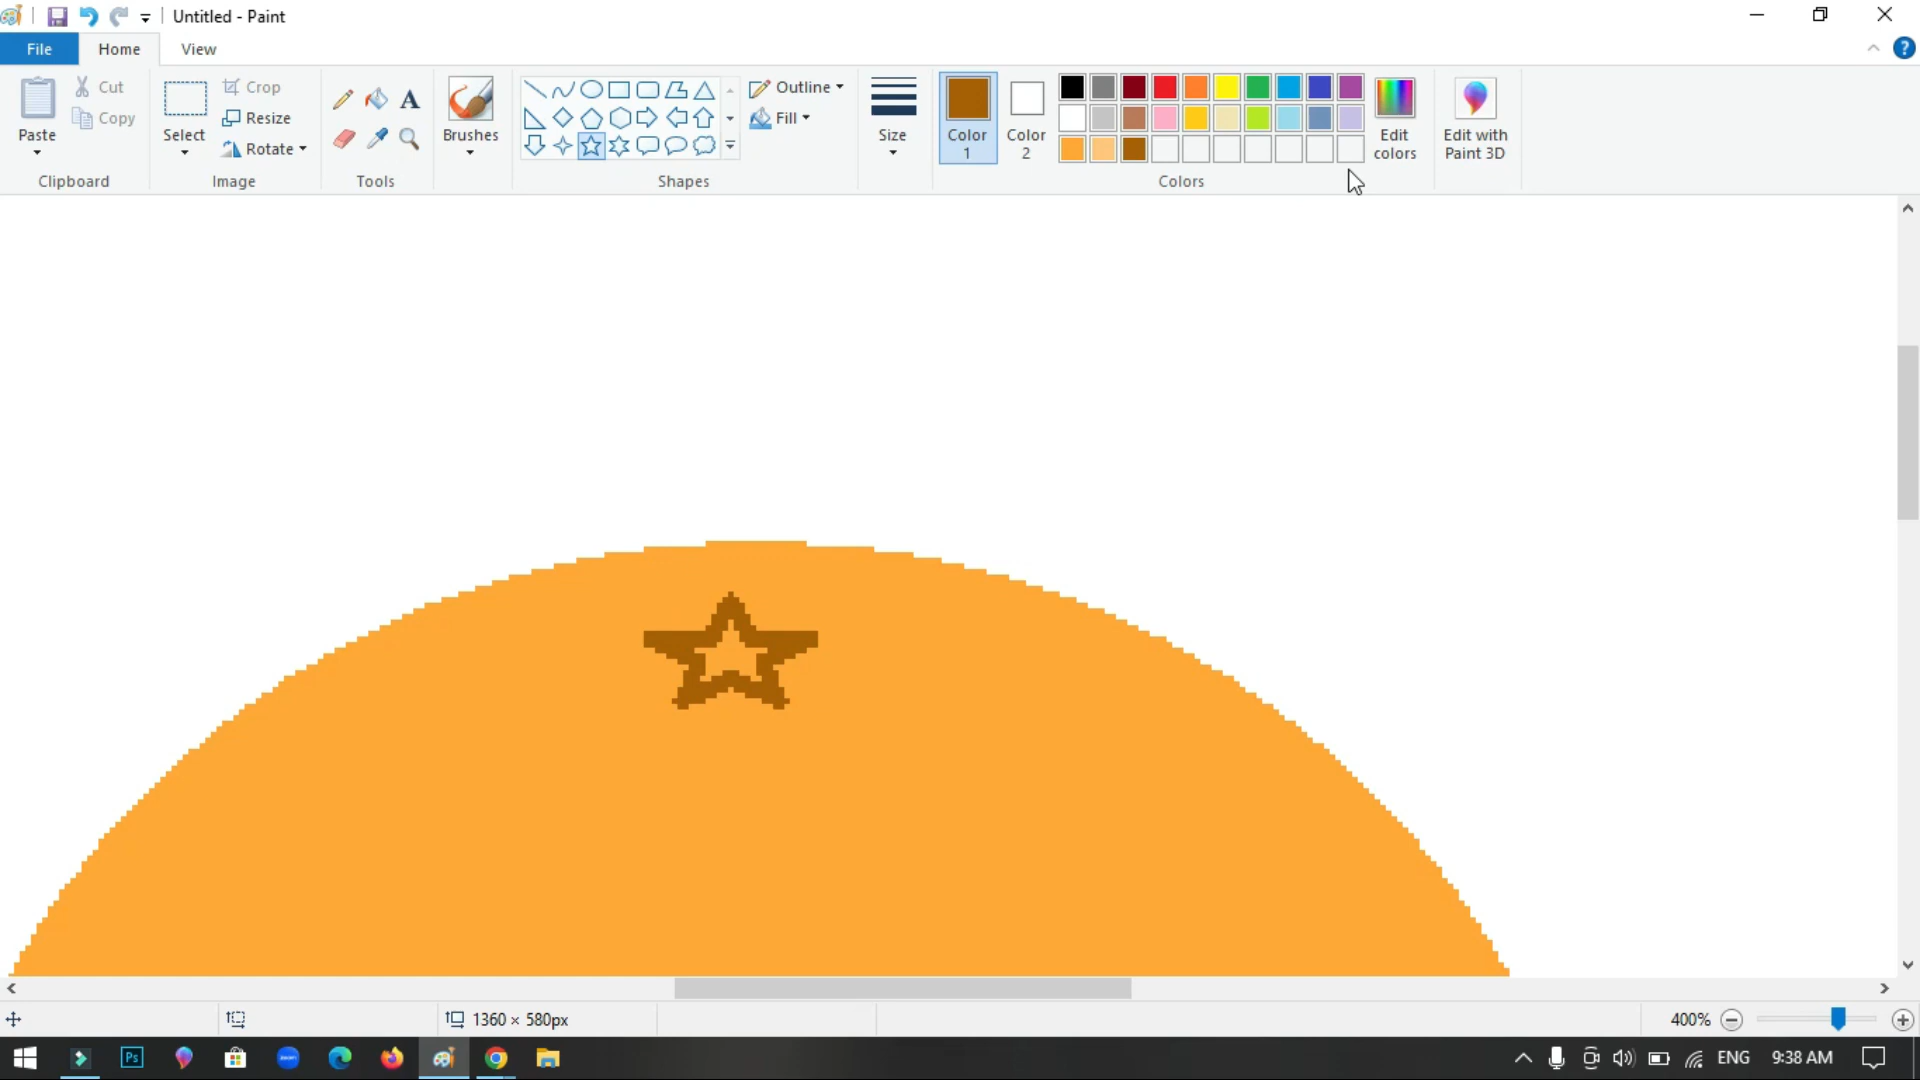 Untitled - Paint
File Home View
Paste
Cut
Copy
Clipboard
Select
Crop
Resize
Rotate
Image
A
Tools
Brushes
Shapes
Outline
Fill
Size
Color 1
Color 2
Colors
Edit colors
Edit with Paint 3D
?
1360 × 580px
400%
Ps
zoom
ENG
9:38 AM